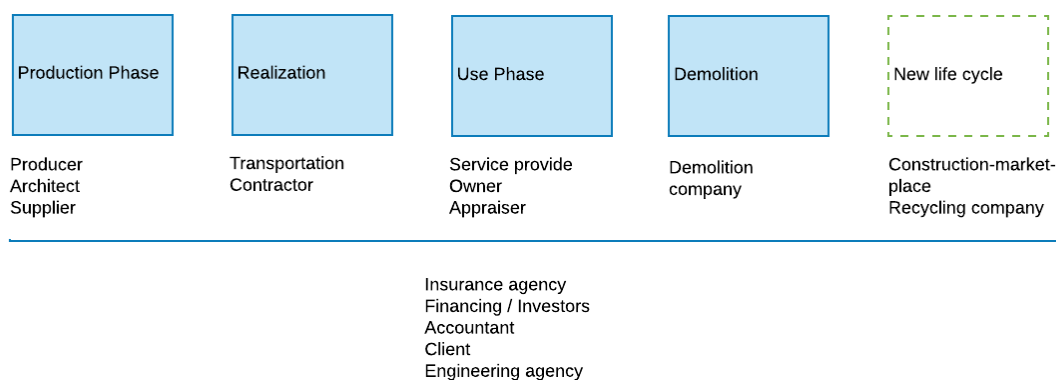 Production Phase
Realization
Use Phase
Demolition
New life cycle
Producer
Architect
Supplier
Transportation
Contractor
Service provide
Owner
Appraiser
Demolition
company
Construction-market-
place
Recycling company
Insurance agency
Financing / Investors
Accountant
Client
Engineering agency